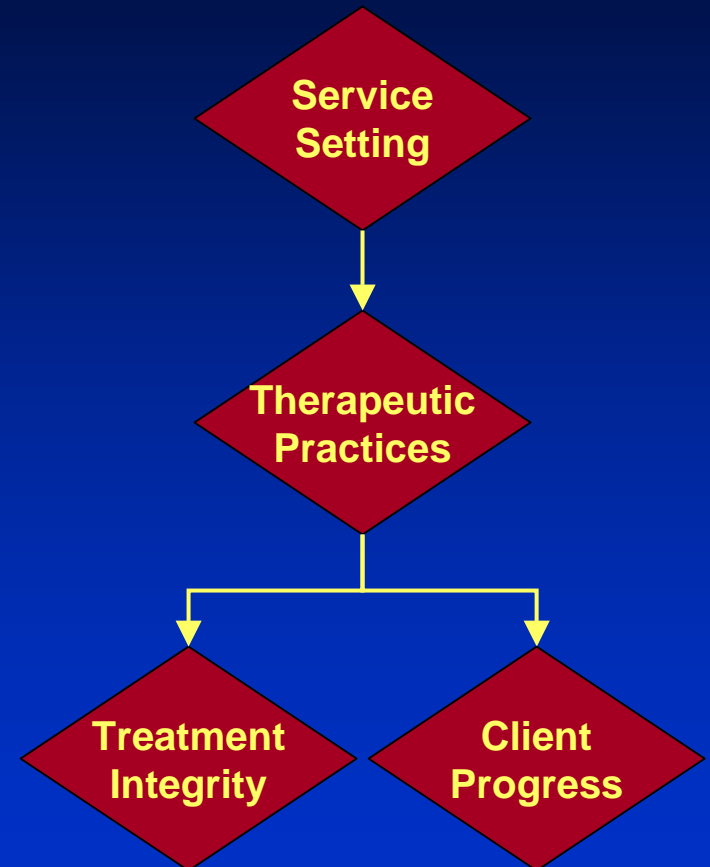 Service
Setting
Therapeutic
Practices
Treatment
Integrity
Client
Progress